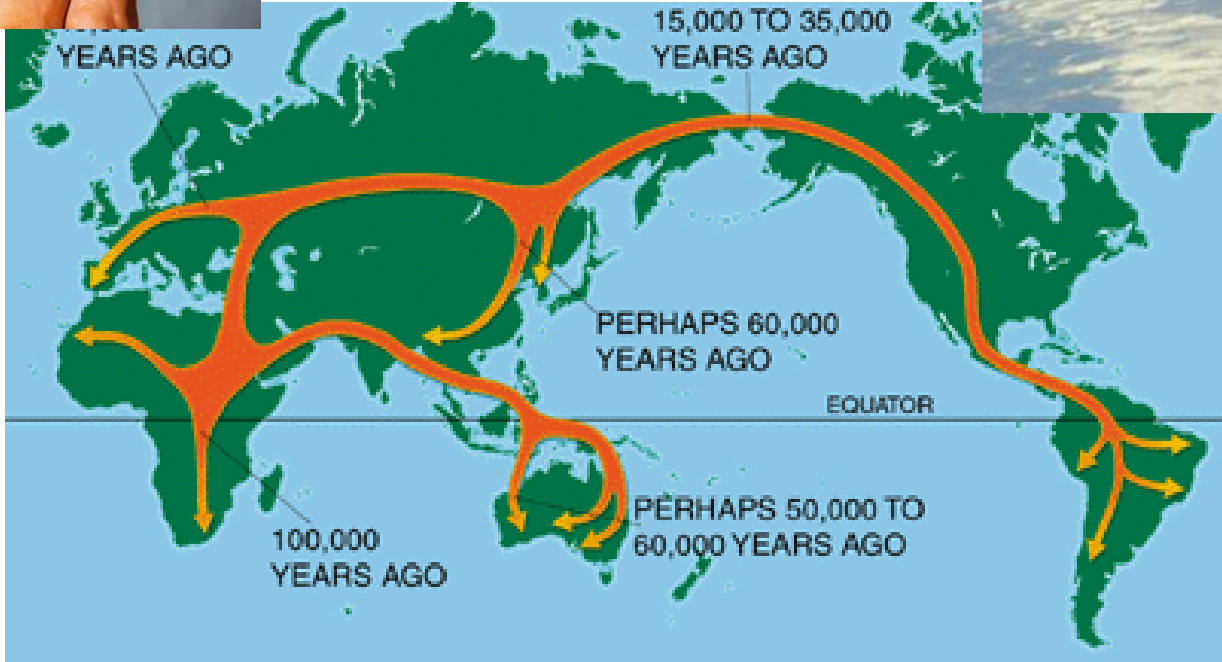 YEARS AGO
15,000 TO 35,000
YEARS AGO
PERHAPS 60,000
YEARS AGO
EQUATOR
PERHAPS 50,000 TO
60,000 YEARS AGO
100,000
YEARS AGO